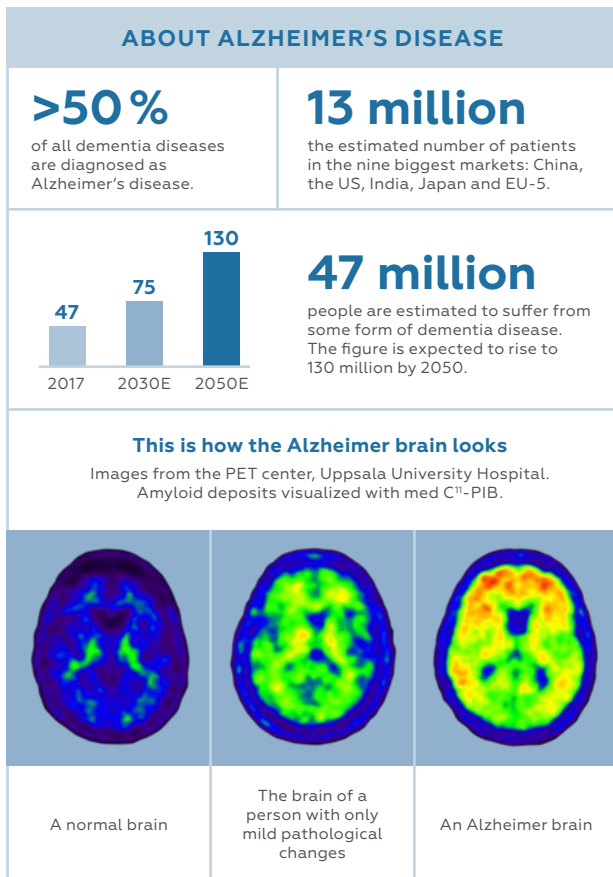 ABOUT ALZHEIMER'S DISEASE
>50 %
of all dementia diseases
are diagnosed as
Alzheimer's disease.
13 million
the estimated number of patients
in the nine biggest markets: China,
the US, India, Japan and EU-5.
47
75
130
2017
2030E
2050E
47 million
people are estimated to suffer from
some form of dementia disease.
The figure is expected to rise to
130 million by 2050.
This is how the Alzheimer brain looks
Images from the PET center, Uppsala University Hospital.
Amyloid deposits visualized with med C¹¹-PIB.
A normal brain
The brain of a
person with only
mild pathological
changes
An Alzheimer brain